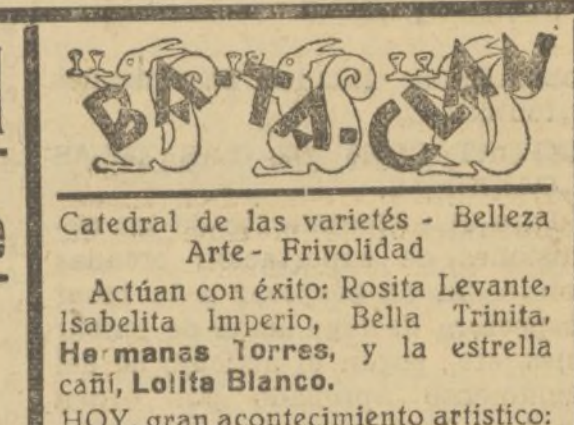 BA-TA-CLAN
Catedral de las varietés - Belleza
Arte - Frivolidad
Actúan con éxito: Rosita Levante,
Isabelita Imperio, Bella Trinita,
Hermanas Torres, y la estrella
cañí, Lolita Blanco.
HOY, gran acontecimiento artístico: